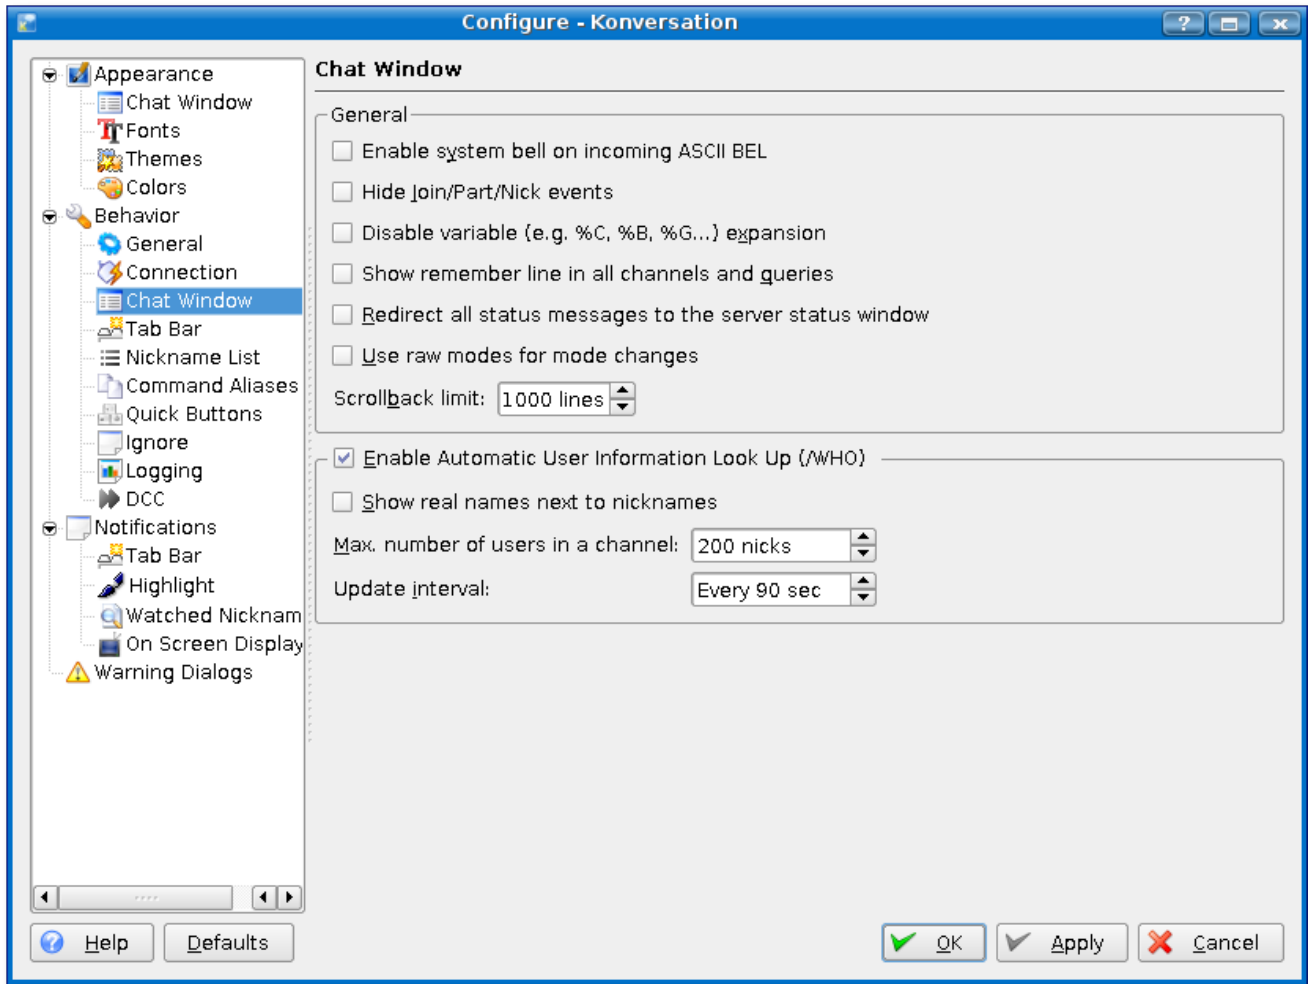 Configure - Konversation
Appearance
Chat Window
Fonts
Themes
Colors
Behavior
General
Connection
Chat Window
Tab Bar
Nickname List
Command Aliases
Quick Buttons
Ignore
Logging
DCC
Notifications
Tab Bar
Highlight
Watched Nicknam
On Screen Display
Warning Dialogs
Chat Window
General
Enable system bell on incoming ASCII BEL
Hide Join/Part/Nick events
Disable variable (e.g. %C, %B, %G...) expansion
Show remember line in all channels and queries
Redirect all status messages to the server status window
Use raw modes for mode changes
Scrollback limit: 1000 lines
Enable Automatic User Information Look Up (/WHO)
Show real names next to nicknames
Max. number of users in a channel: 200 nicks
Update interval: Every 90 sec
Help Defaults OK Apply Cancel